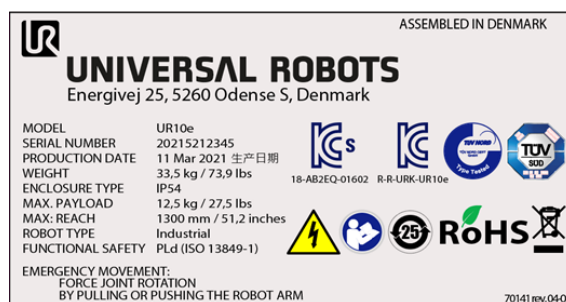 ASSEMBLED IN DENMARK
UR
UNIVERSAL ROBOTS
Energivej 25, 5260 Odense S, Denmark
MODEL UR10e
SERIAL NUMBER 20215212345
PRODUCTION DATE 11 Mar 2021 生产日期
WEIGHT 33,5 kg / 73,9 lbs
ENCLOSURE TYPE IP54
MAX. PAYLOAD 12,5 kg / 27,5 lbs
MAX: REACH 1300 mm / 51,2 inches
ROBOT TYPE Industrial
FUNCTIONAL SAFETY PLd (ISO 13849-1)
S
18-AB2EQ-01602
R-R-URK-UR10e
TÜV NORD
Type Tested
TÜV
SÜD
25
RoHS
EMERGENCY MOVEMENT:
FORCE JOINT ROTATION
BY PULLING OR PUSHING THE ROBOT ARM
70141 rev. 04-0